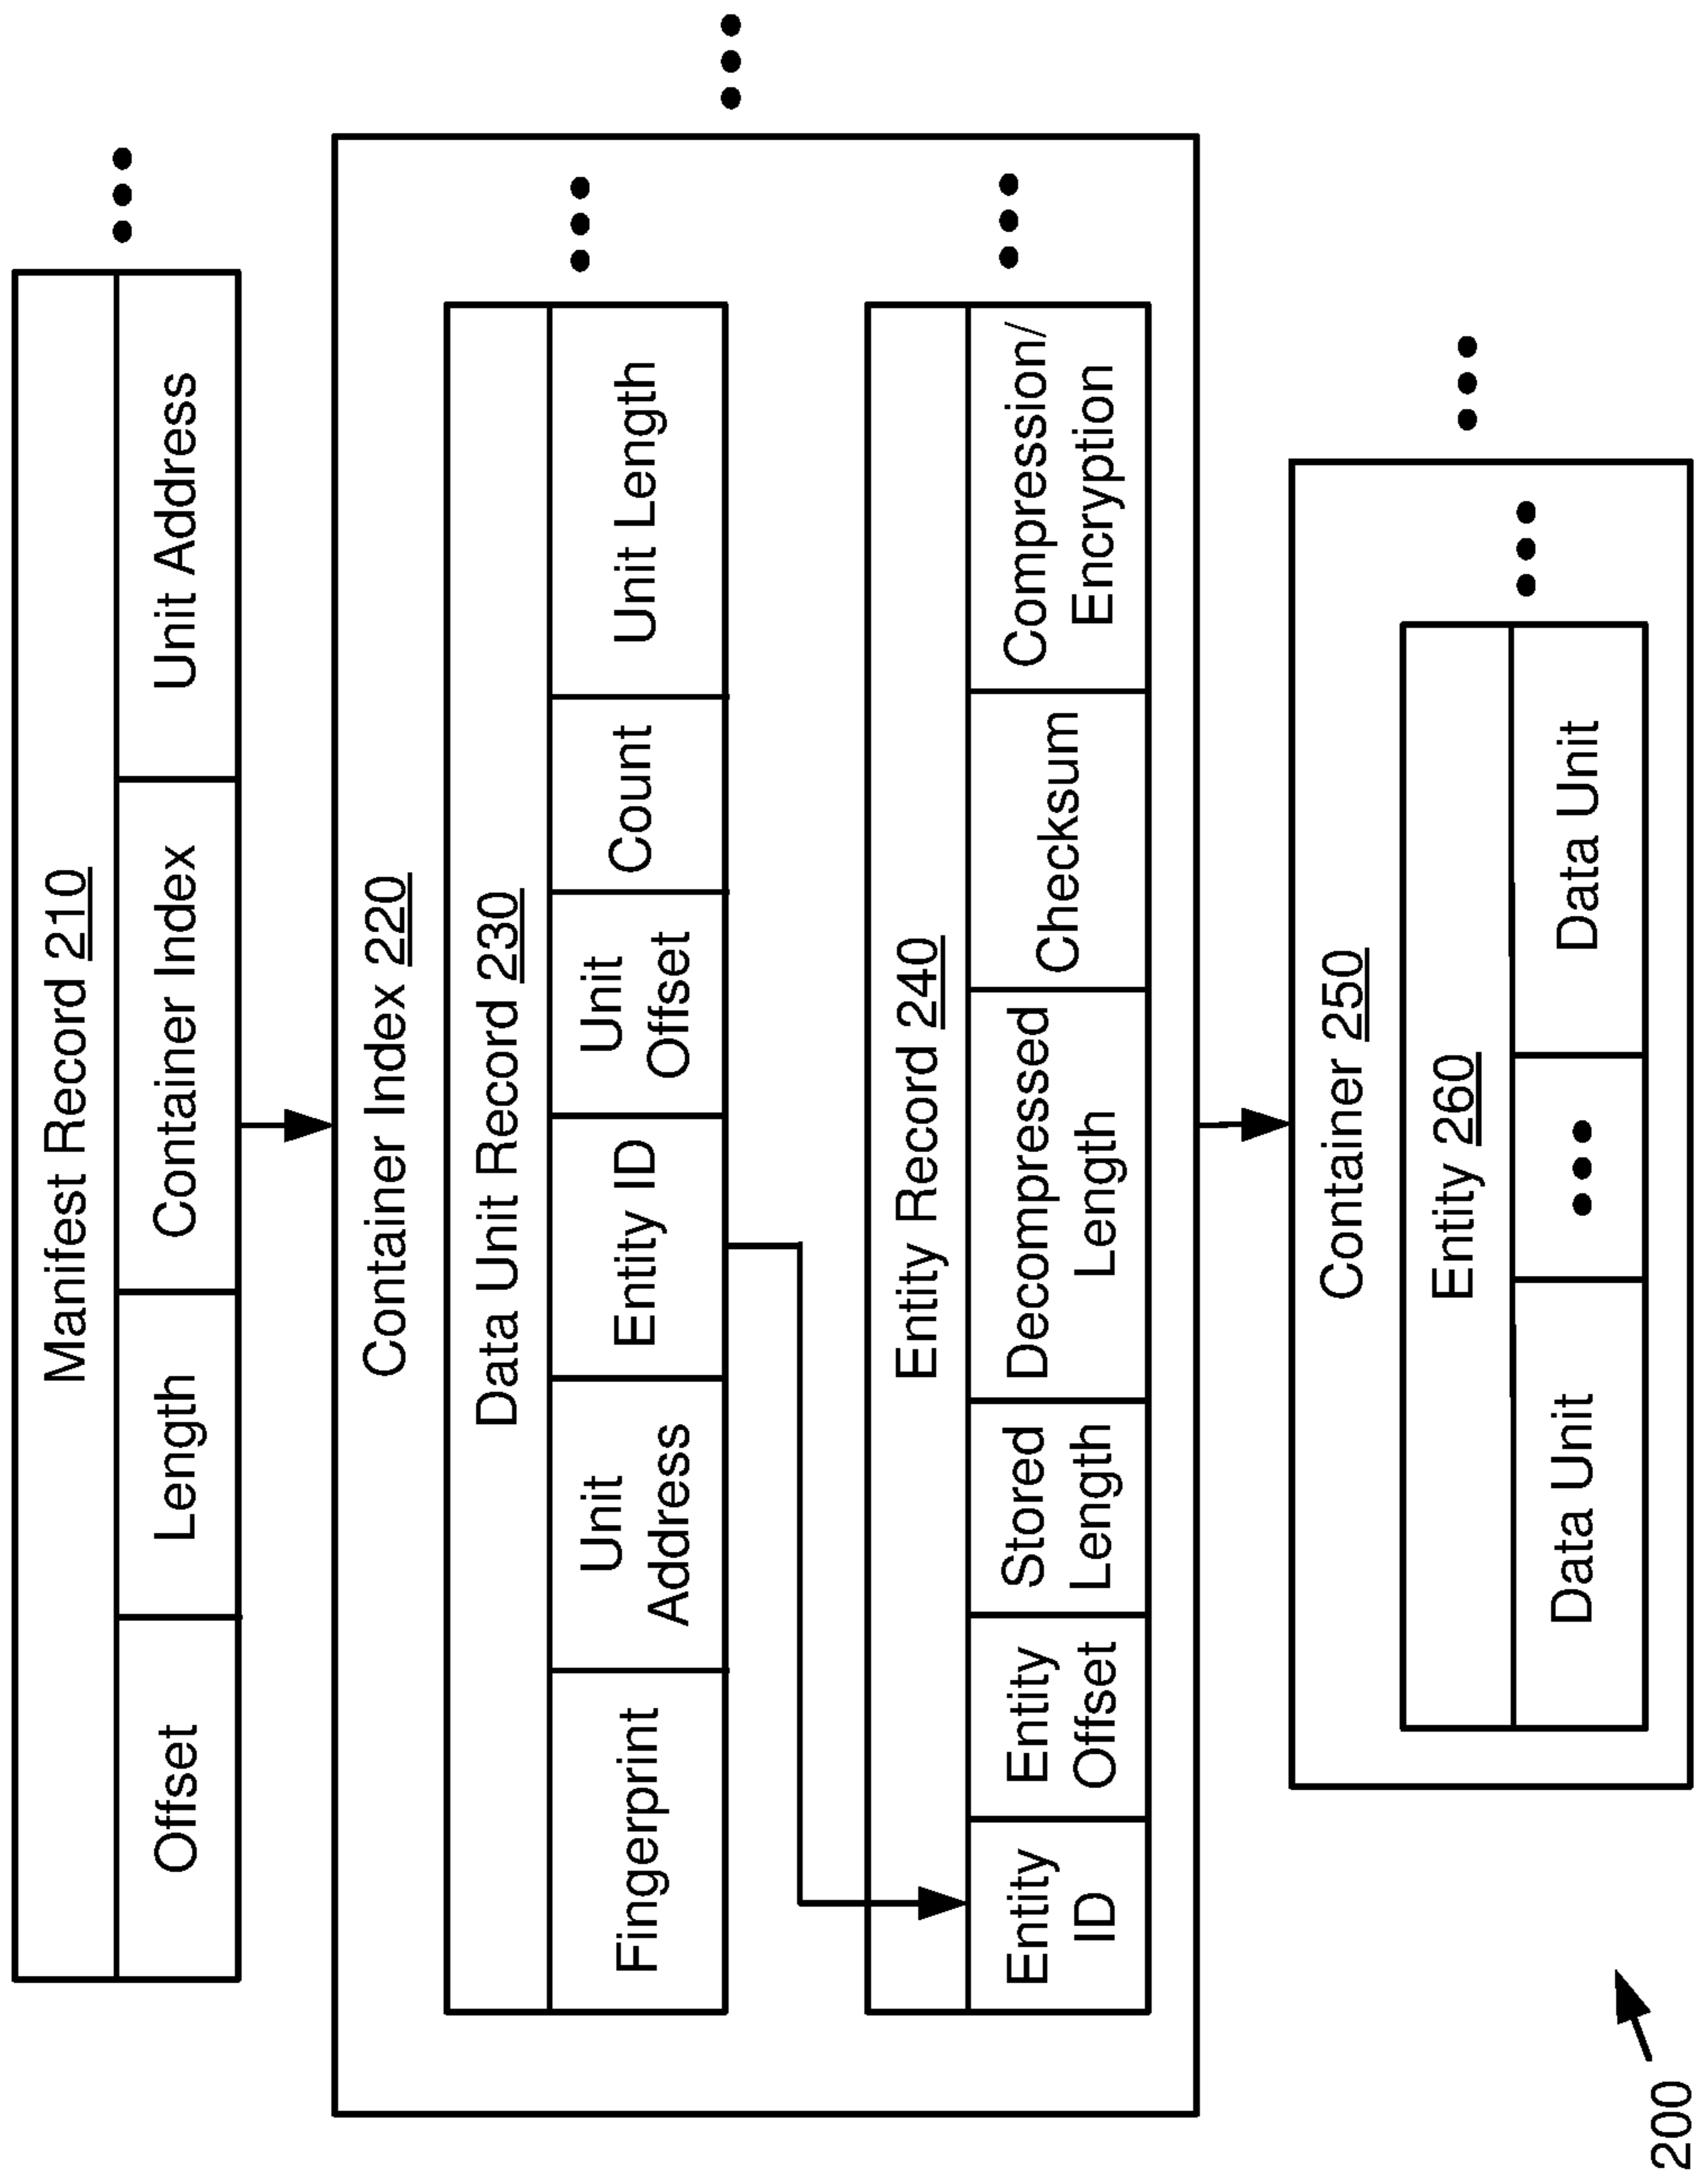 Manifest Record 210
Offset
Length
Container Index
Unit Address
Container Index 220
Data Unit Record 230
Fingerprint
Unit
Address
Entity ID
Unit
Offset
Count
Unit Length
Entity Record 240
Entity
ID
Entity
Offset
Stored
Length
Decompressed
Length
Checksum
Compression/
Encryption
Container 250
Entity 260
Data Unit
Data Unit
200